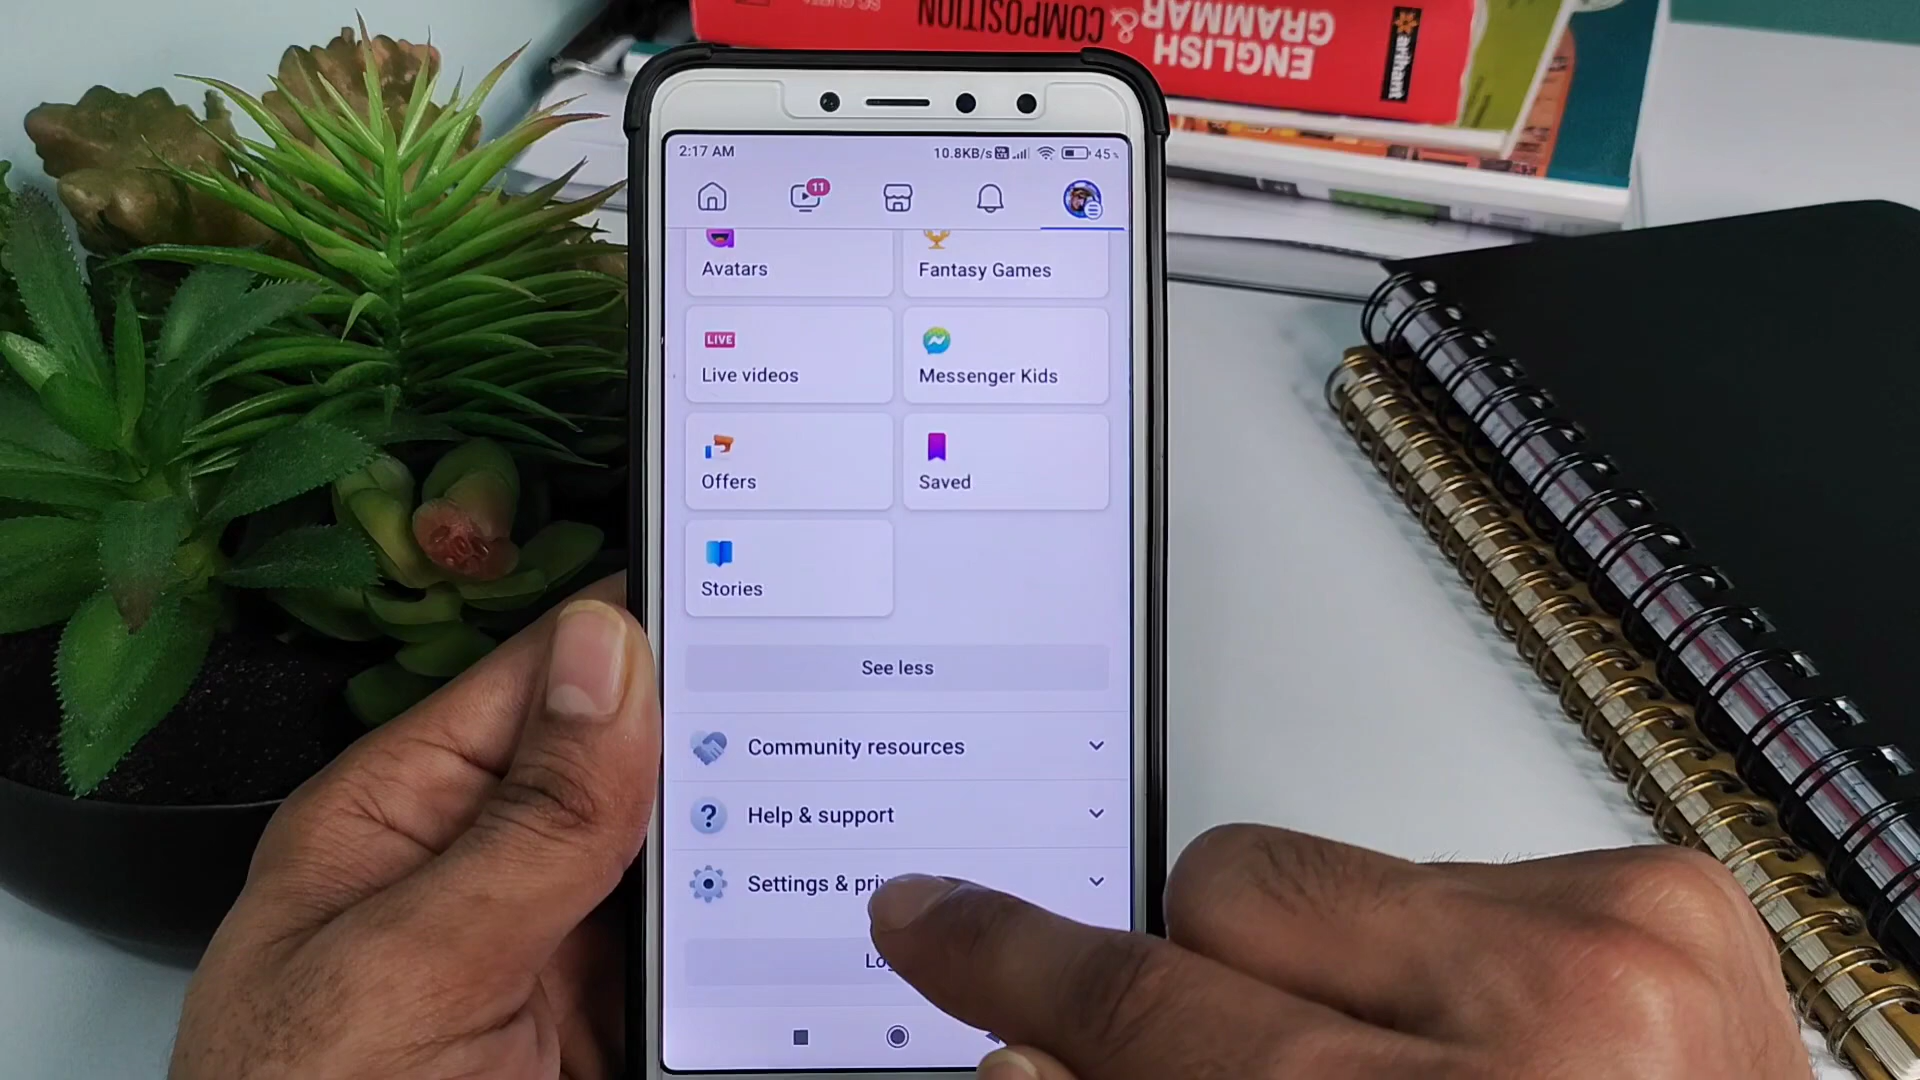 COMPOSITION
& GRAMMAR
ENGLISH
arihant
2:17 AM
10.8KB/s
45
11
Avatars
Fantasy Games
LIVE
Live videos
Messenger Kids
Offers
Saved
Stories
See less
Community resources
? Help & support
Settings &